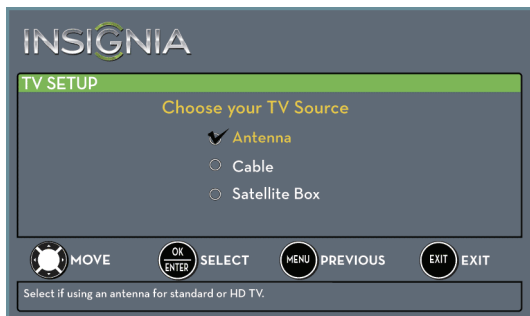 INSIGNIA
TV SETUP
Choose your TV Source
Antenna
Cable
Satellite Box
MOVE OK ENTER SELECT MENU PREVIOUS EXIT EXIT
Select if using an antenna for standard or HD TV.